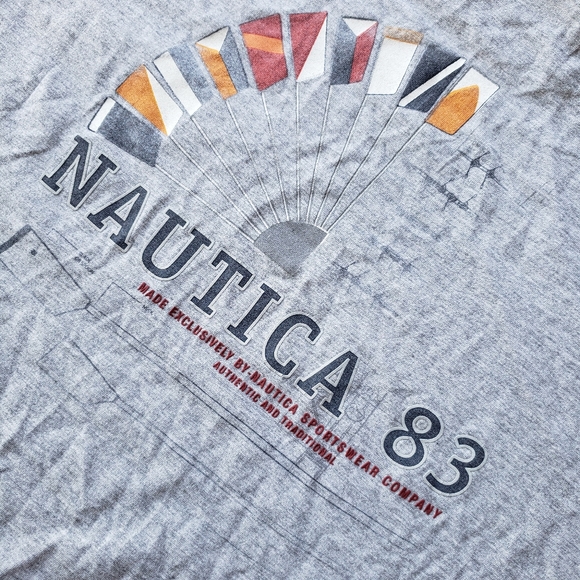 NAUTICA 83
MADE EXCLUSIVELY BY-NAUTICA SPORTSWEAR COMPANY
AUTHENTIC AND TRADITIONAL